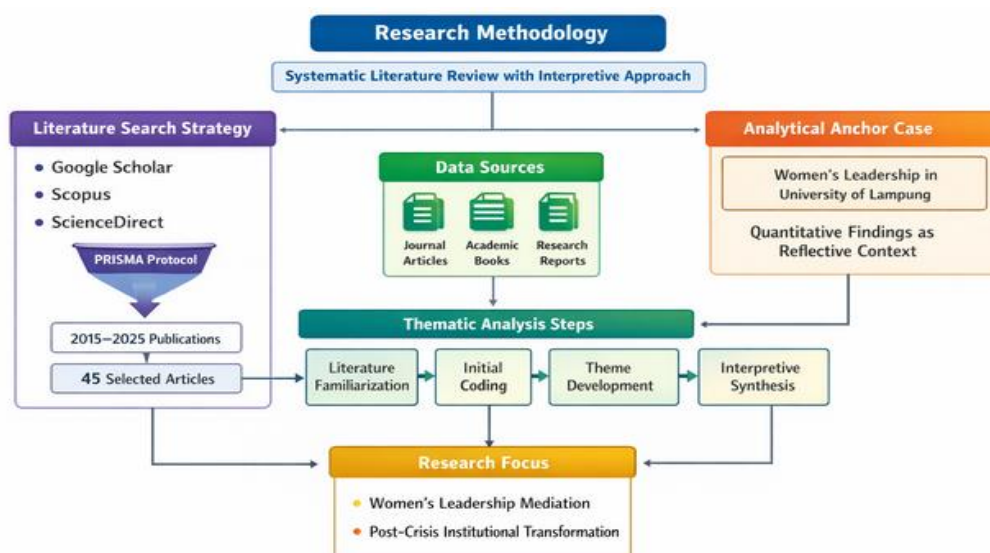 Research Methodology
Systematic Literature Review with Interpretive Approach
Literature Search Strategy
• Google Scholar
• Scopus
• ScienceDirect
PRISMA Protocol
2015–2025 Publications
45 Selected Articles
Data Sources
Journal
Articles
Academic
Books
Research
Reports
Analytical Anchor Case
Women's Leadership in
University of Lampung
Quantitative Findings as
Reflective Context
Thematic Analysis Steps
Literature
Familiarization
Initial
Coding
Theme
Development
Interpretive
Synthesis
Research Focus
• Women's Leadership Mediation
• Post-Crisis Institutional Transformation